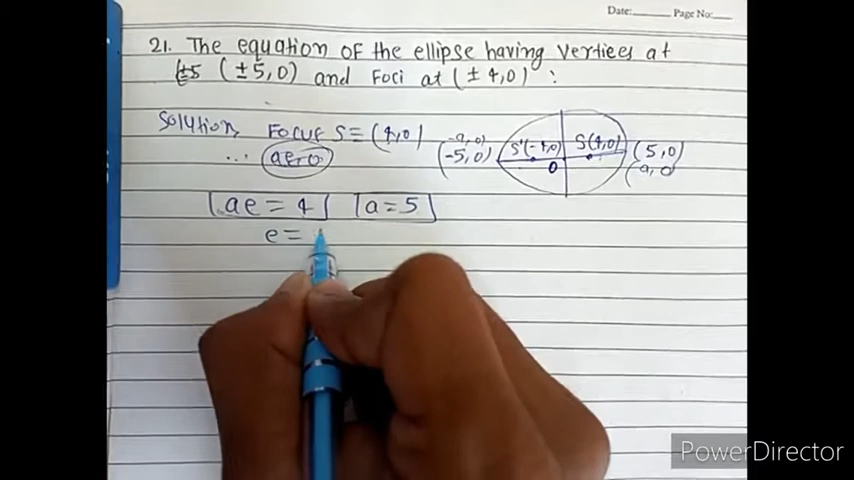 Date:______ Page No:____
21. The equation of the ellipse having vertices at
(±5, 0) and Foci at (±4,0) :
Solution, Focus S = (4,0)
... ae, 0
(-a, 0)
(-5, 0)
S'(-4,0) S(4,0)
0
(5,0)
(a, 0
ae = 4 a = 5
e =
PowerDirector